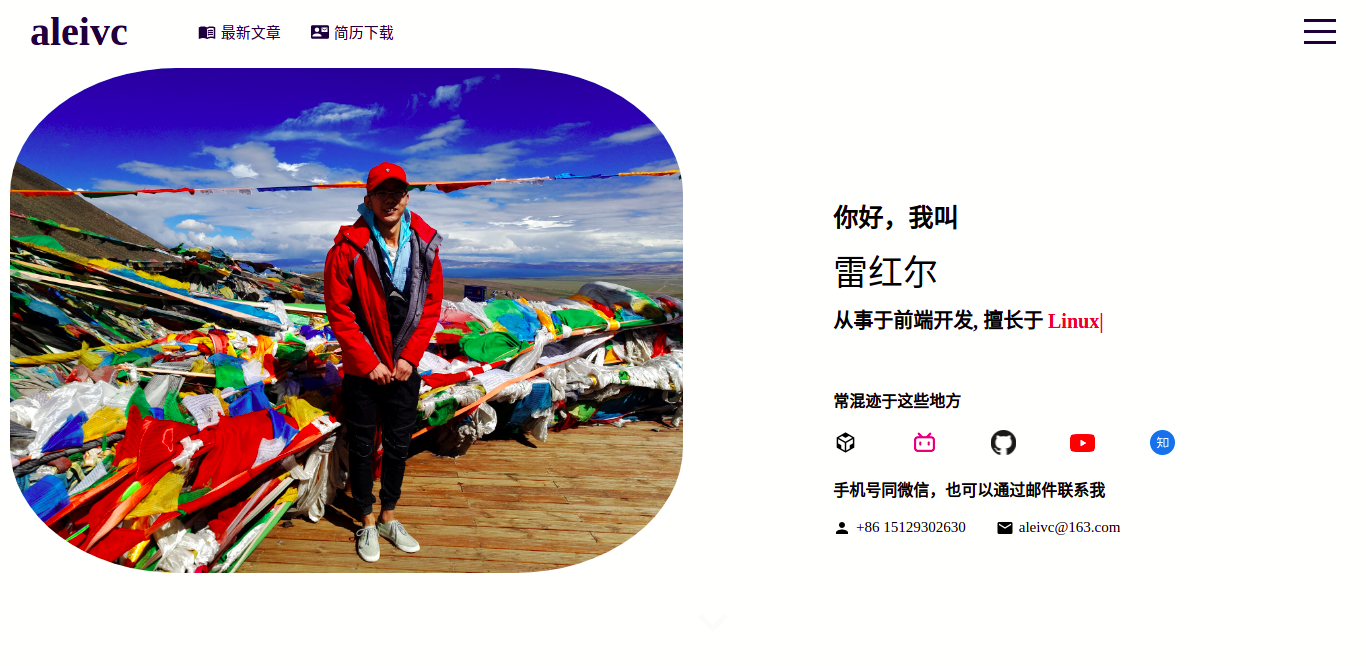 aleivc
最新文章
简历下载
你好，我叫
雷红尔
从事于前端开发, 擅长于 Linux|
常混迹于这些地方
知
手机号同微信，也可以通过邮件联系我
+86 15129302630
aleivc@163.com